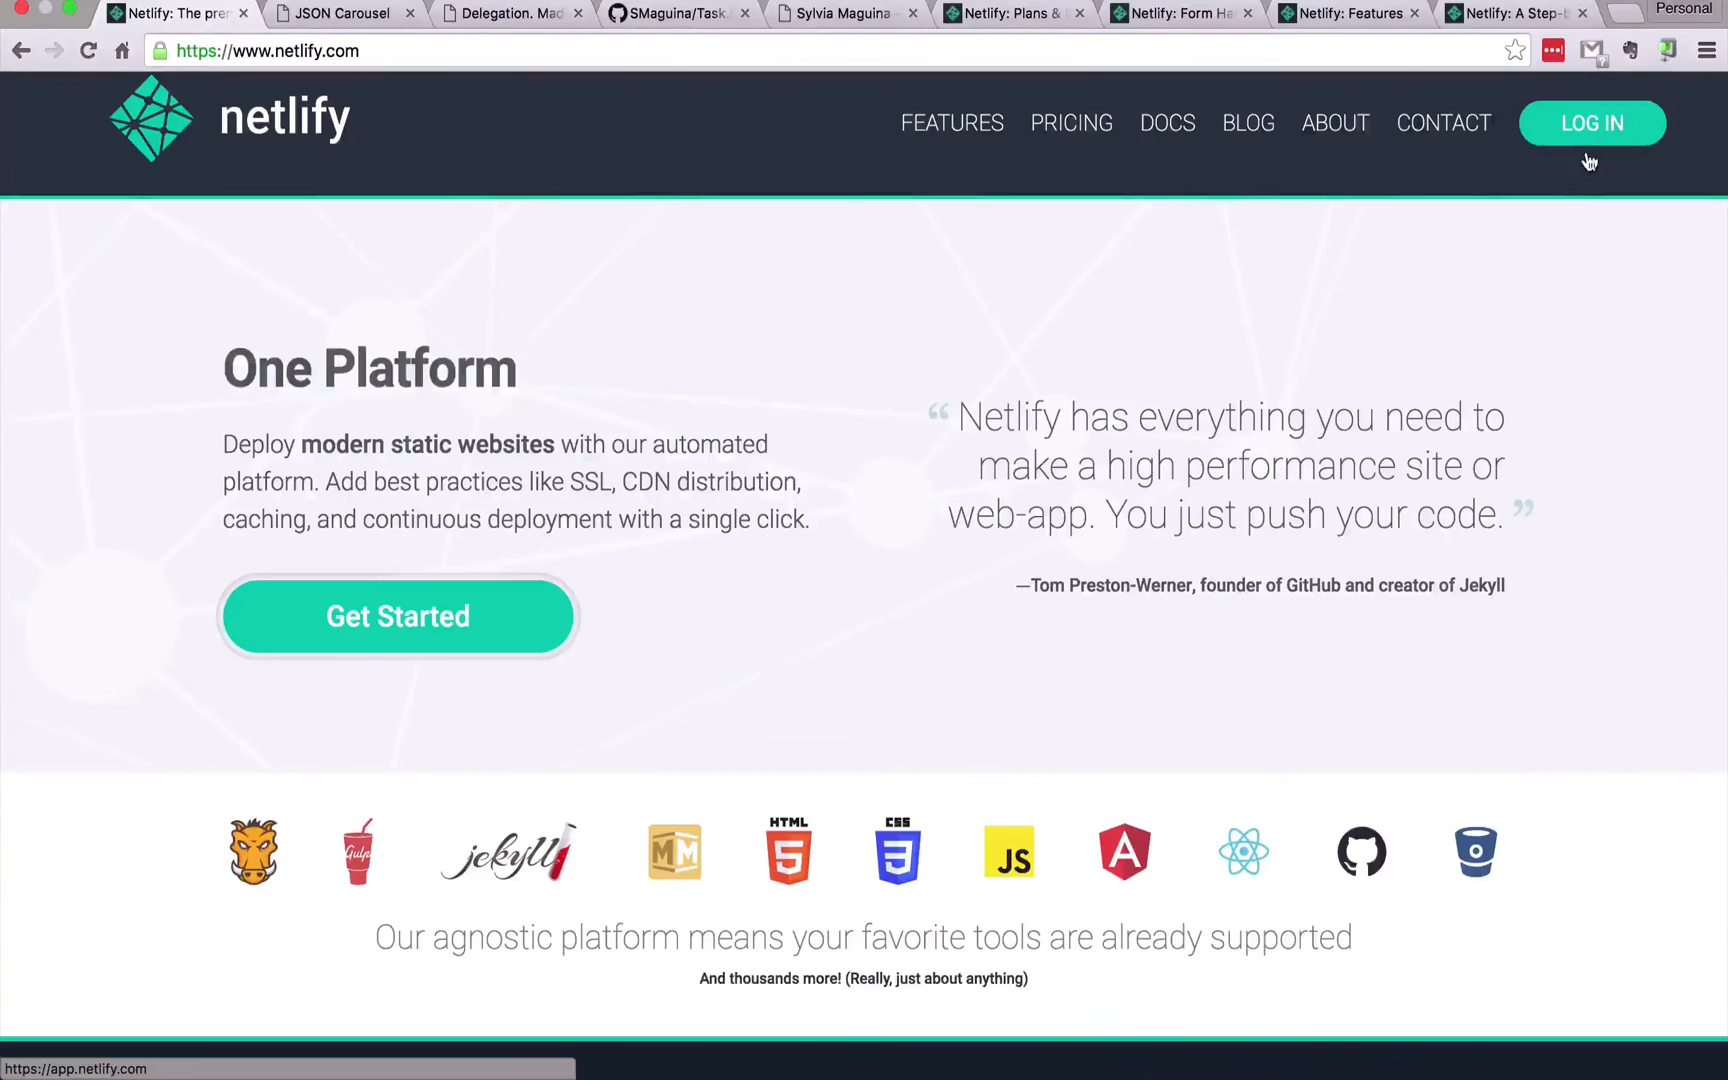 Netlify: The pre
JSON Carousel
Delegation. Mad
SMaguina/Task.
Sylvia Maguina
Netlify: Plans &
Netlify: Form Ha
Netlify: Features
Netlify: A Step-b
Personal
https://www.netlify.com
netlify
FEATURES
PRICING
DOCS
BLOG
ABOUT
CONTACT
LOG IN
One Platform
Deploy modern static websites with our automated
platform. Add best practices like SSL, CDN distribution,
caching, and continuous deployment with a single click.
Get Started
“ Netlify has everything you need to
make a high performance site or
web-app. You just push your code. ”
—Tom Preston-Werner, founder of GitHub and creator of Jekyll
Gulp
jekyll
MM
HTML
5
CSS
3
JS
A
Our agnostic platform means your favorite tools are already supported
And thousands more! (Really, just about anything)
https://app.netlify.com